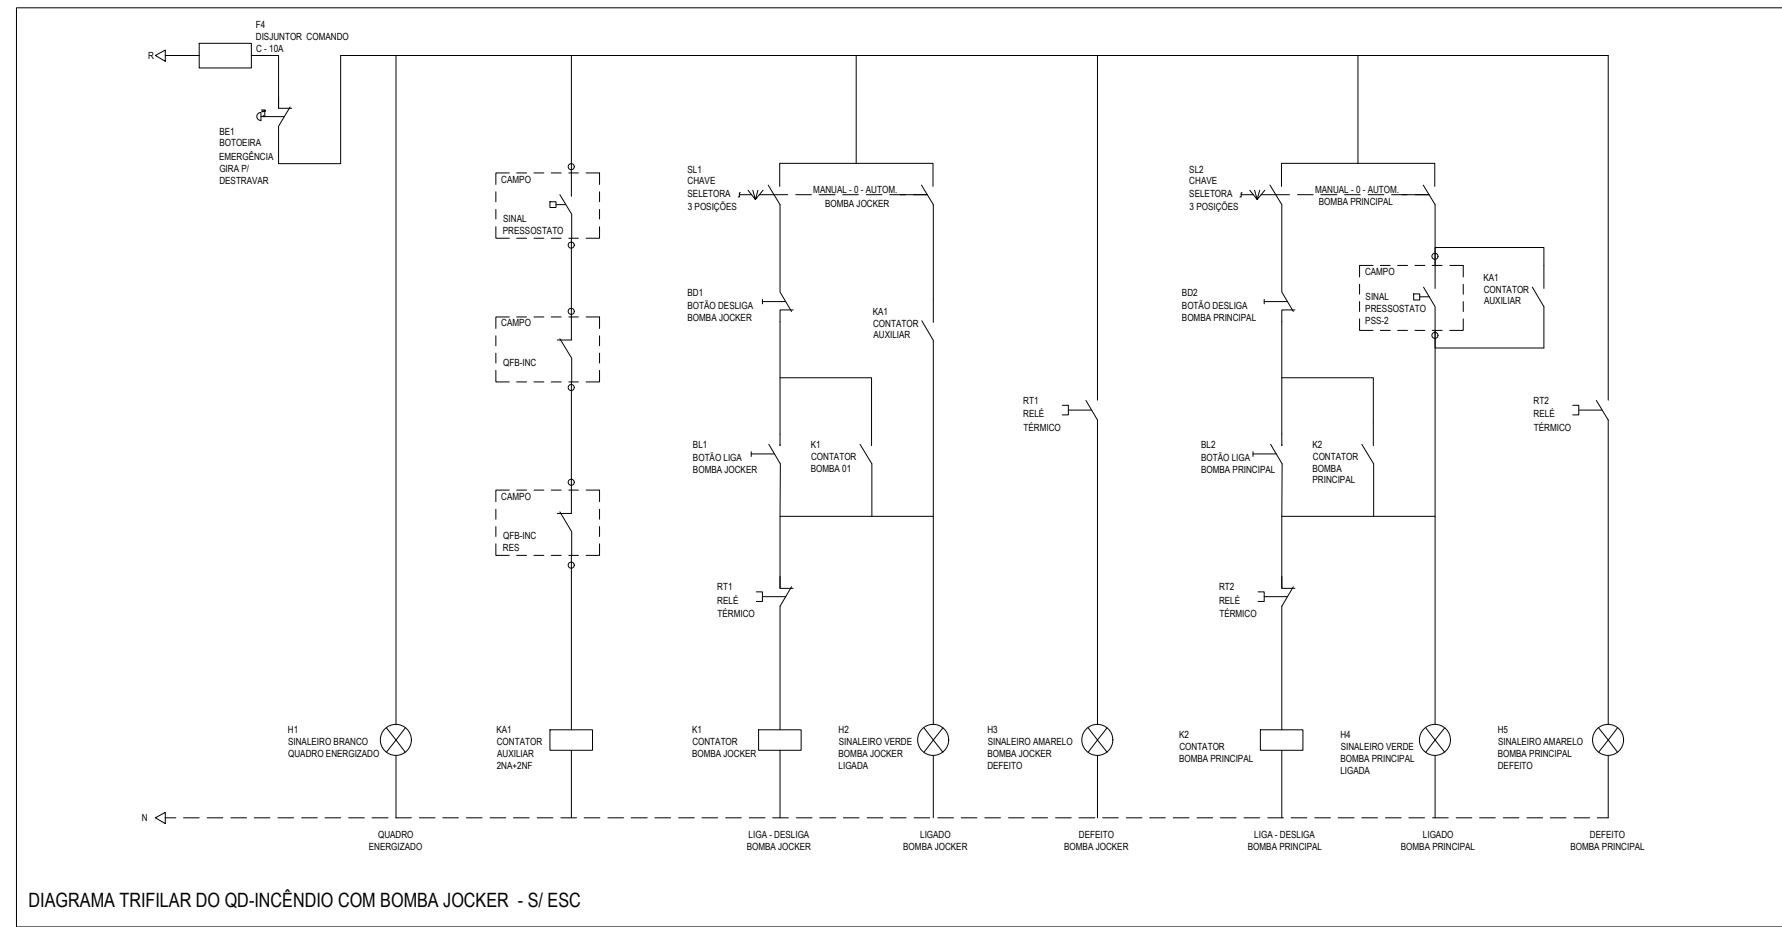 F4
DISJUNTOR COMANDO
C - 10A
R
BE1
BOTOEIRA
EMERGÊNCIA
GIRA P/
DESTRAVAR
CAMPO
SINAL
PRESSOSTATO
CAMPO
QFB-INC
CAMPO
QFB-INC
RES
SL1
CHAVE
SELETORA
3 POSIÇÕES
MANUAL - 0 - AUTOM.
BOMBA JOCKER
BD1
BOTÃO DESLIGA
BOMBA JOCKER
KA1
CONTATOR
AUXILIAR
BL1
BOTÃO LIGA
BOMBA JOCKER
K1
CONTATOR
BOMBA 01
RT1
RELÉ
TÉRMICO
RT1
RELÉ
TÉRMICO
SL2
CHAVE
SELETORA
3 POSIÇÕES
MANUAL - 0 - AUTOM.
BOMBA PRINCIPAL
BD2
BOTÃO DESLIGA
BOMBA PRINCIPAL
CAMPO
SINAL
PRESSOSTATO
PSS-2
KA1
CONTATOR
AUXILIAR
BL2
BOTÃO LIGA
BOMBA PRINCIPAL
K2
CONTATOR
BOMBA
PRINCIPAL
RT2
RELÉ
TÉRMICO
RT2
RELÉ
TÉRMICO
H1
SINALEIRO BRANCO
QUADRO ENERGIZADO
KA1
CONTATOR
AUXILIAR
2NA+2NF
K1
CONTATOR
BOMBA JOCKER
H2
SINALEIRO VERDE
BOMBA JOCKER
LIGADA
H3
SINALEIRO AMARELO
BOMBA JOCKER
DEFEITO
K2
CONTATOR
BOMBA PRINCIPAL
H4
SINALEIRO VERDE
BOMBA PRINCIPAL
LIGADA
H5
SINALEIRO AMARELO
BOMBA PRINCIPAL
DEFEITO
N
QUADRO
ENERGIZADO
LIGA - DESLIGA
BOMBA JOCKER
LIGADO
BOMBA JOCKER
DEFEITO
BOMBA JOCKER
LIGA - DESLIGA
BOMBA PRINCIPAL
LIGADO
BOMBA PRINCIPAL
DEFEITO
BOMBA PRINCIPAL
DIAGRAMA TRIFILAR DO QD-INCÊNDIO COM BOMBA JOCKER - S/ ESC